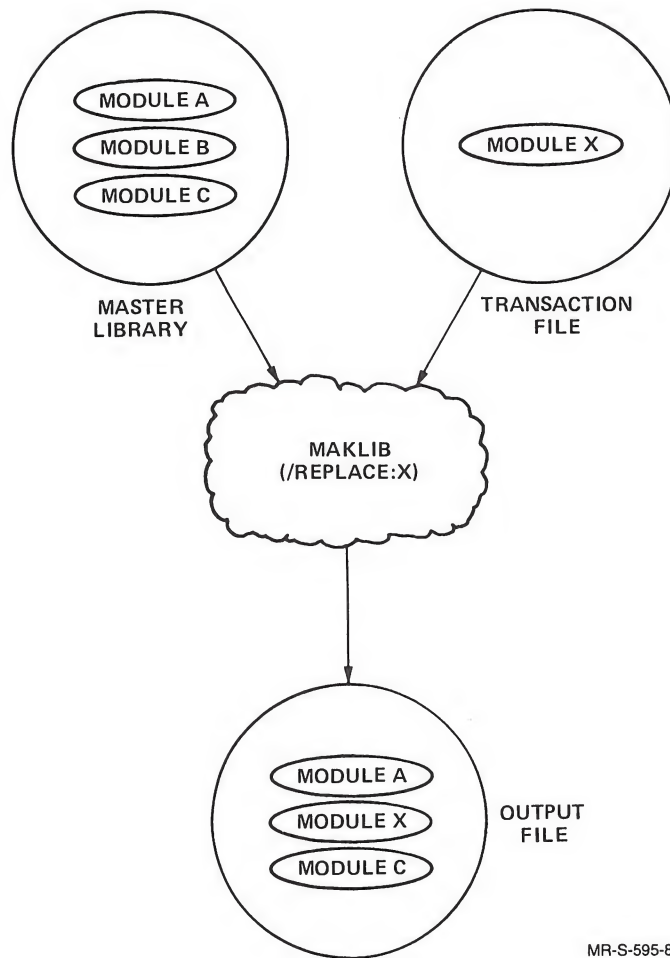 MODULE A
MODULE B
MODULE C
MODULE X
MASTER
LIBRARY
TRANSACTION
FILE
MAKLIB
(/REPLACE:X)
MODULE A
MODULE X
MODULE C
OUTPUT
FILE